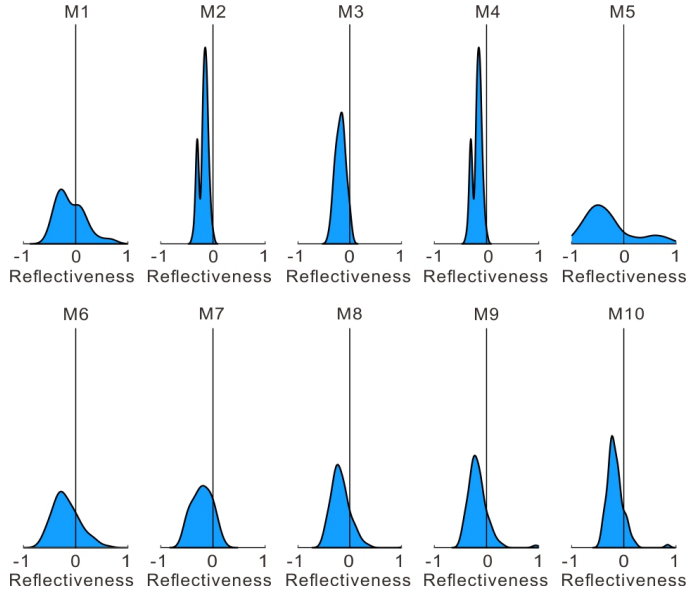 M1 M2 M3 M4 M5
-1 0 1 -1 0 1 -1 0 1 -1 0 1 -1 0 1
Reflectiveness Reflectiveness Reflectiveness Reflectiveness Reflectiveness
M6 M7 M8 M9 M10
-1 0 1 -1 0 1 -1 0 1 -1 0 1 -1 0 1
Reflectiveness Reflectiveness Reflectiveness Reflectiveness Reflectiveness